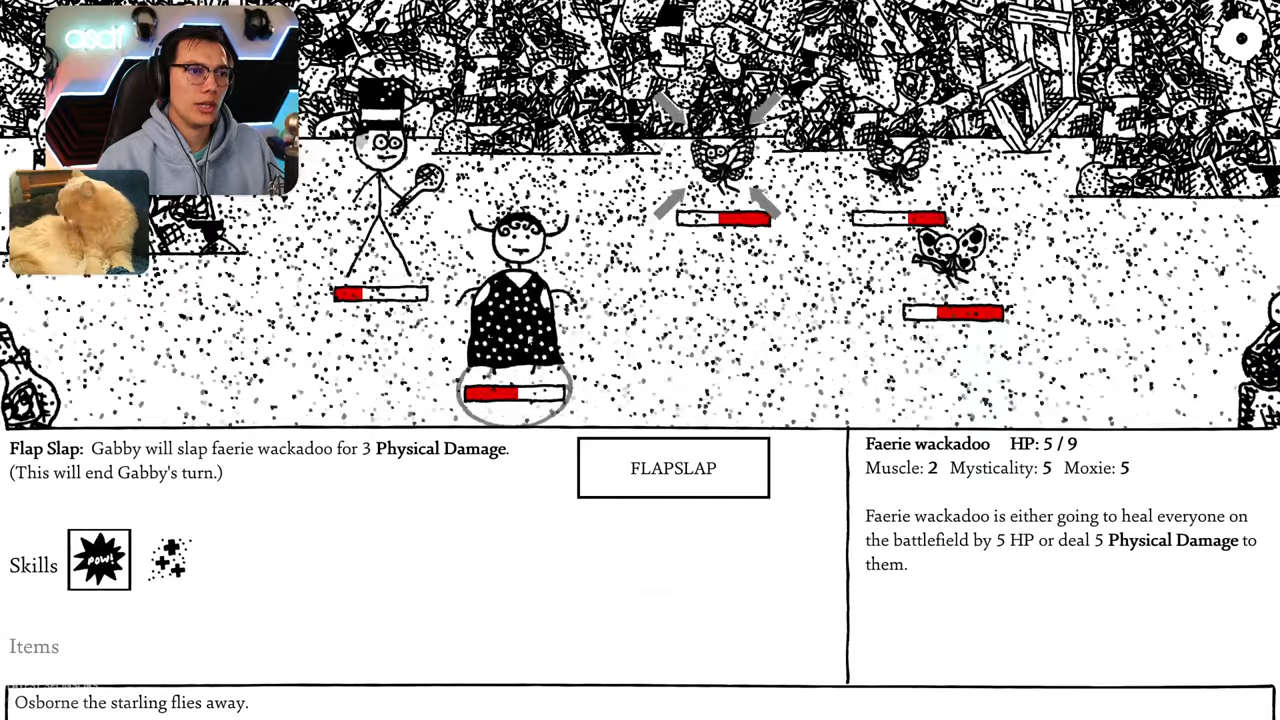 asdf
Flap Slap: Gabby will slap faerie wackadoo for 3 Physical Damage.
(This will end Gabby's turn.)
FLAPSLAP
Skills
POW!
Items
Faerie wackadoo HP: 5 / 9
Muscle: 2 Mysticality: 5 Moxie: 5
Faerie wackadoo is either going to heal everyone on
the battlefield by 5 HP or deal 5 Physical Damage to
them.
Osborne the starling flies away.